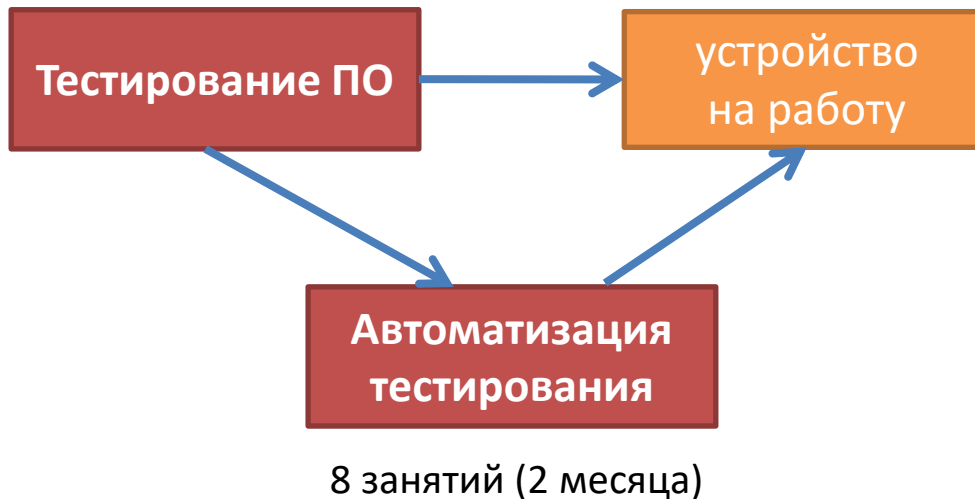 Тестирование ПО
устройство
на работу
Автоматизация
тестирования
8 занятий (2 месяца)